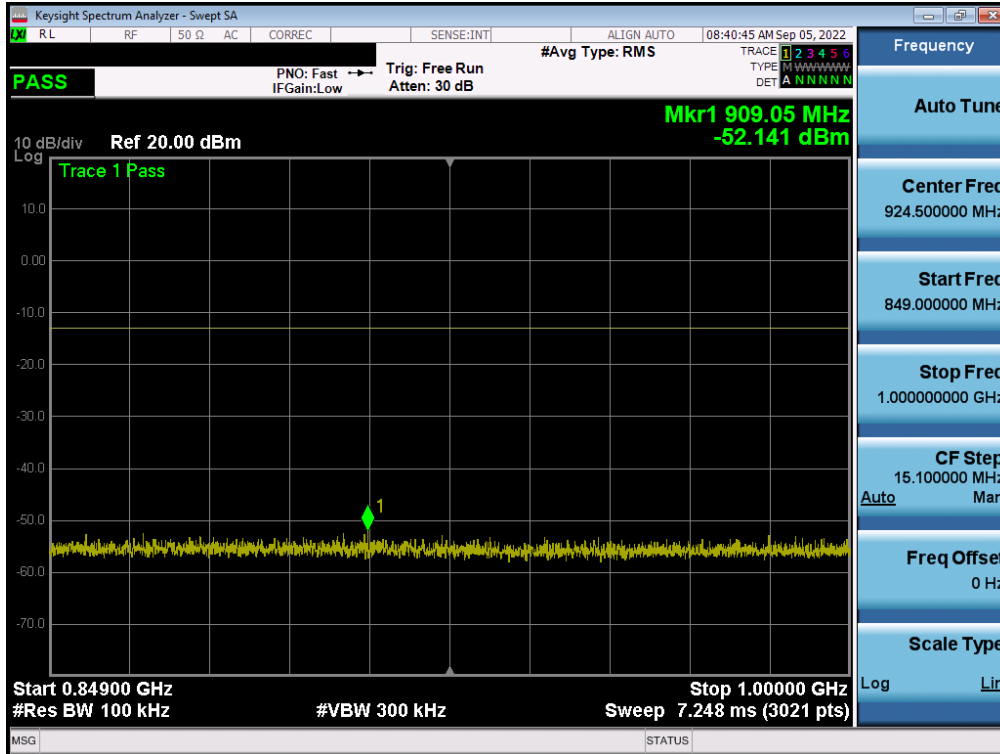 Keysight Spectrum Analyzer - Swept SA
LXI RL RF 50 Ω AC CORREC SENSE:INT ALIGN AUTO 08:40:45 AM Sep 05, 2022
#Avg Type: RMS
TRACE 1 2 3 4 5 6
TYPE M WWWWW
DET A N N N N N
PASS
PNO: Fast
IFGain:Low
Trig: Free Run
Atten: 30 dB
Mkr1 909.05 MHz
-52.141 dBm
10 dB/div
Log
Ref 20.00 dBm
Trace 1 Pass
10.0
0.00
-10.0
-20.0
-30.0
-40.0
1
-50.0
-60.0
-70.0
Start 0.84900 GHz
Stop 1.00000 GHz
#Res BW 100 kHz
#VBW 300 kHz
Sweep 7.248 ms (3021 pts)
MSG
STATUS
Frequency
Auto Tune
Center Freq
924.500000 MHz
Start Freq
849.000000 MHz
Stop Freq
1.000000000 GHz
CF Step
15.100000 MHz
Auto Man
Freq Offset
0 Hz
Scale Type
Log Lin